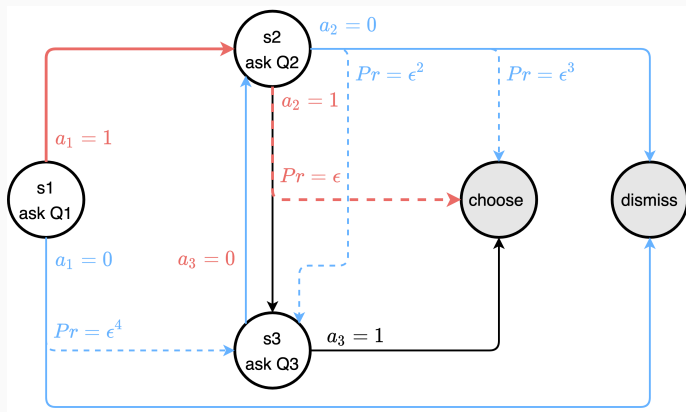 s2
ask Q2
a₂ = 0
Pr = ϵ²
Pr = ϵ³
a₂ = 1
a₁ = 1
Pr = ϵ
s1
ask Q1
choose
dismiss
a₁ = 0
a₃ = 0
Pr = ϵ⁴
s3
ask Q3
a₃ = 1